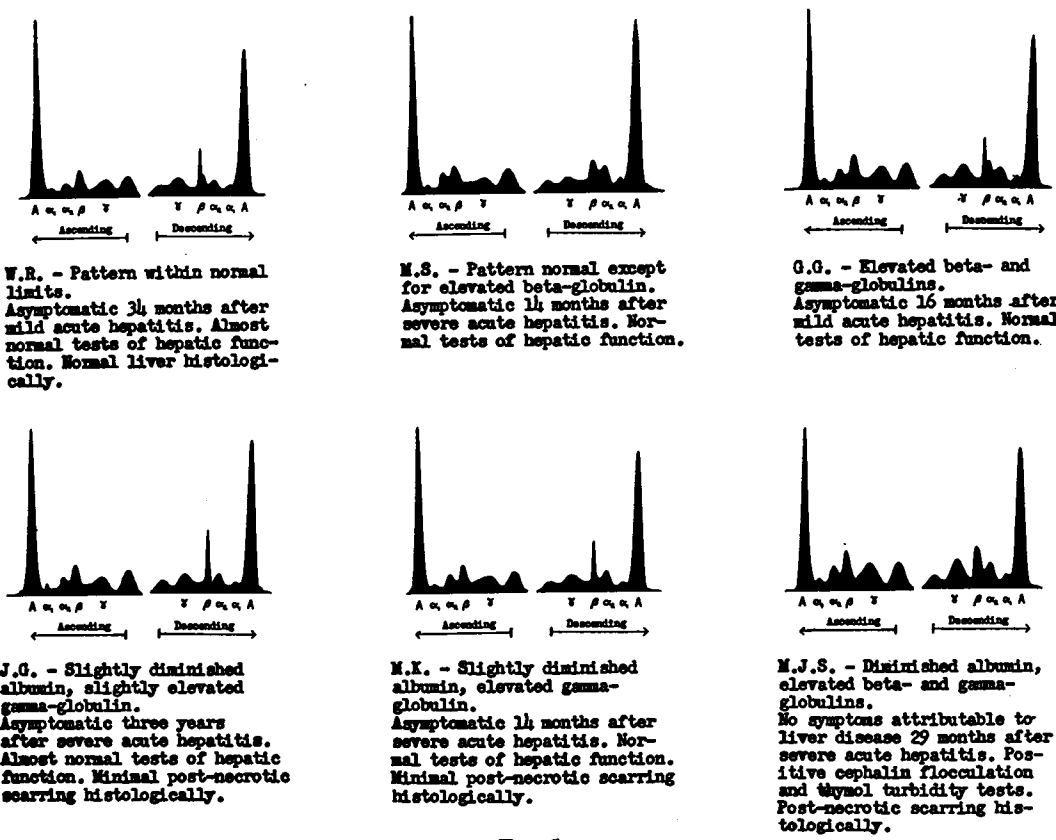 A α₁ α₂ β γ
γ β α₂ α₁ A
Ascending
Descending
W.R. - Pattern within normal
limits.
Asymptomatic 34 months after
mild acute hepatitis. Almost
normal tests of hepatic func-
tion. Normal liver histologi-
cally.
A α₁ α₂ β γ
γ β α₂ α₁ A
Ascending
Descending
M.S. - Pattern normal except
for elevated beta-globulin.
Asymptomatic 14 months after
severe acute hepatitis. Nor-
mal tests of hepatic function.
A α₁ α₂ β γ
γ β α₂ α₁ A
Ascending
Descending
G.G. - Elevated beta- and
gamma-globulins.
Asymptomatic 16 months after
mild acute hepatitis. Normal
tests of hepatic function.
A α₁ α₂ β γ
γ β α₂ α₁ A
Ascending
Descending
J.G. - Slightly diminished
albumin, slightly elevated
gamma-globulin.
Asymptomatic three years
after severe acute hepatitis.
Almost normal tests of hepatic
function. Minimal post-necrotic
scarring histologically.
A α₁ α₂ β γ
γ β α₂ α₁ A
Ascending
Descending
M.K. - Slightly diminished
albumin, elevated gamma-
globulin.
Asymptomatic 14 months after
severe acute hepatitis. Nor-
mal tests of hepatic function.
Minimal post-necrotic scarring
histologically.
A α₁ α₂ β γ
γ β α₂ α₁ A
Ascending
Descending
M.J.S. - Diminished albumin,
elevated beta- and gamma-
globulins.
No symptoms attributable to
liver disease 29 months after
severe acute hepatitis. Pos-
itive cephalin flocculation
and thymol turbidity tests.
Post-necrotic scarring his-
tologically.